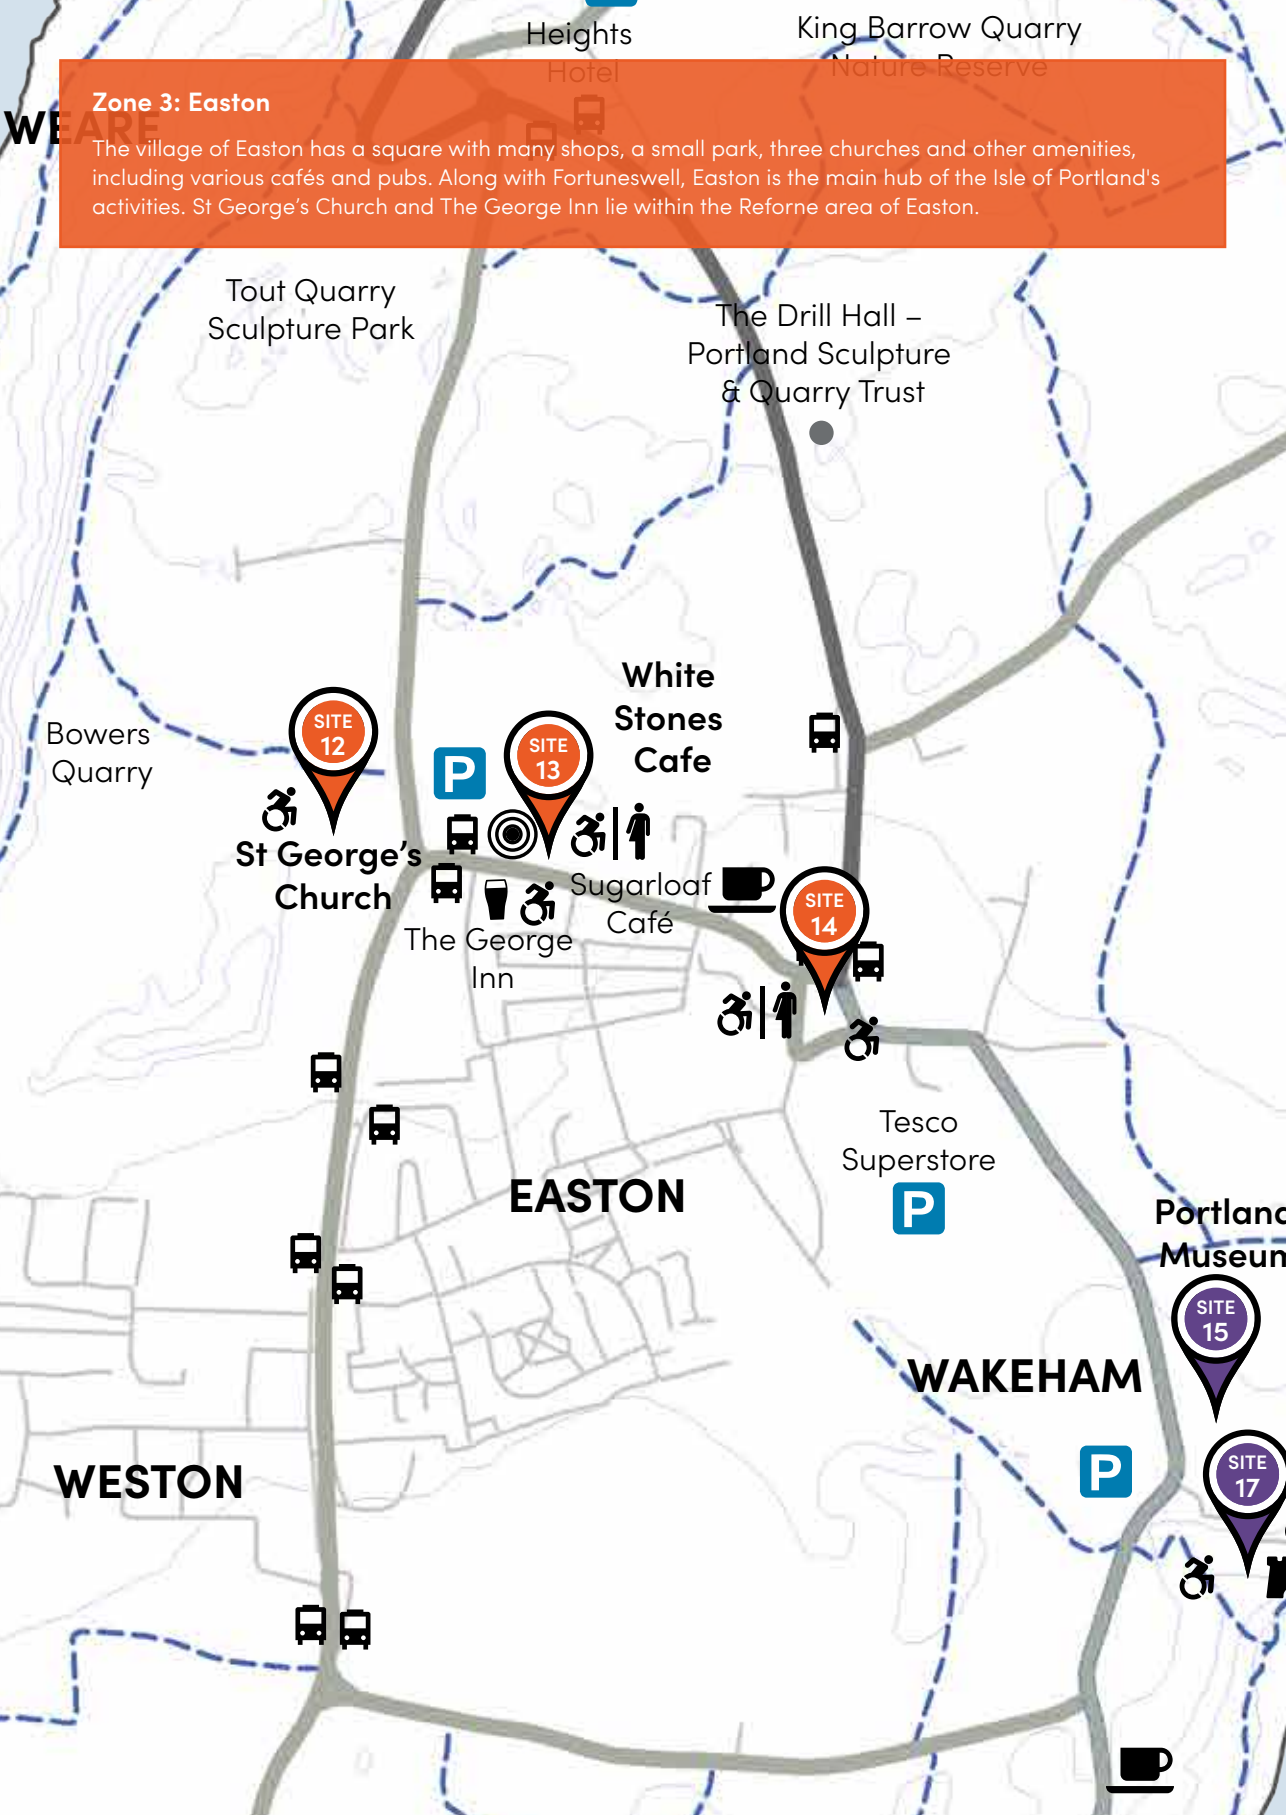 Heights
Hotel
King Barrow Quarry
Nature Reserve
WEARE
Zone 3: Easton
The village of Easton has a square with many shops, a small park, three churches and other amenities,
including various cafés and pubs. Along with Fortuneswell, Easton is the main hub of the Isle of Portland's
activities. St George’s Church and The George Inn lie within the Reforne area of Easton.
Tout Quarry
Sculpture Park
The Drill Hall –
Portland Sculpture
& Quarry Trust
White
Stones
Cafe
Bowers
Quarry
SITE
12
P
SITE
13
St George’s
Church
Sugarloaf
Café
SITE
14
The George
Inn
Tesco
Superstore
P
EASTON
Portland
Museum
SITE
15
WAKEHAM
WESTON
P
SITE
17